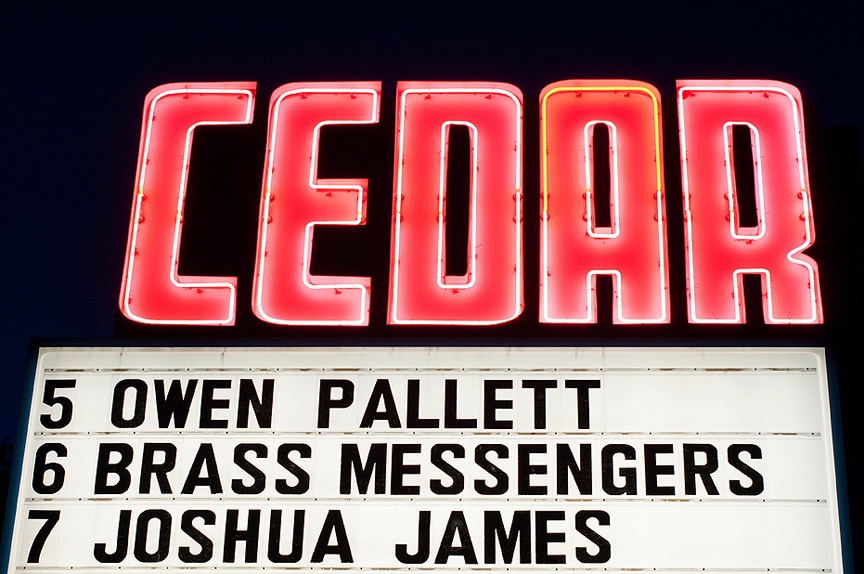 CEDAR
5 OWEN PALLETT
6 BRASS MESSENGERS
7 JOSHUA JAMES